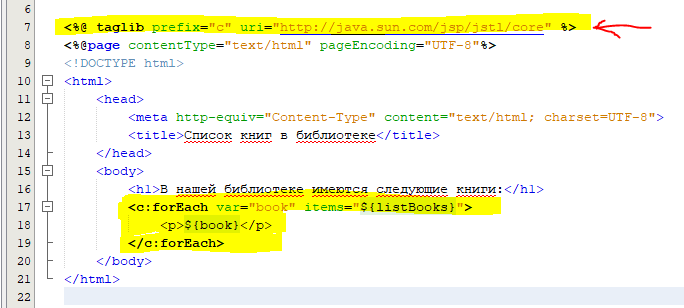 6
7 <%@ taglib prefix="c" uri="http://java.sun.com/jsp/jstl/core" %>
8 <%@page contentType="text/html" pageEncoding="UTF-8"%>
9 <!DOCTYPE html>
10 <html>
11 <head>
12 <meta http-equiv="Content-Type" content="text/html; charset=UTF-8">
13 <title>Список книг в библиотеке</title>
14 </head>
15 <body>
16 <h1>В нашей библиотеке имеются следующие книги:</h1>
17 <c:forEach var="book" items="${listBooks}">
18 <p>${book}</p>
19 </c:forEach>
20 </body>
21 </html>
22